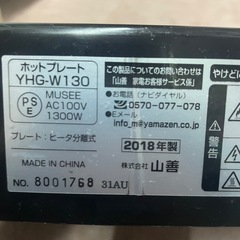 ホットプレート
YHG-W130
PSE
MUSEE
AC100V
1300W
プレート：ヒータ分離式
MADE IN CHINA
NO. 8001768 31AU
この製品についてのお問い合わせは
「山善 家電お客様サービス係」
お電話（ナビダイヤル）
0570-077-078
Eメール
info_m@yamazen.co.jp
2018年製
株式会社 山善
やけどに
警告